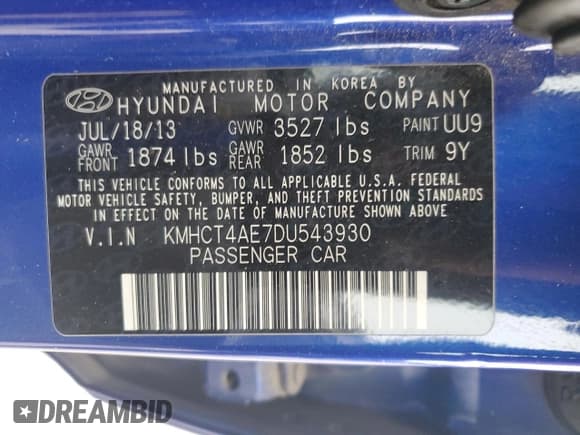 MANUFACTURED IN KOREA BY
HYUNDAI MOTOR COMPANY
JUL/18/13 GVWR 3527 lbs PAINT UU9
GAWR FRONT 1874 lbs GAWR REAR 1852 lbs TRIM 9Y
THIS VEHICLE CONFORMS TO ALL APPLICABLE U.S.A. FEDERAL
MOTOR VEHICLE SAFETY, BUMPER, AND THEFT PREVENTION STANDARDS
IN EFFECT ON THE DATE OF MANUFACTURE SHOWN ABOVE
V.I.N KMHCT4AE7DU543930
PASSENGER CAR
DREAMBID